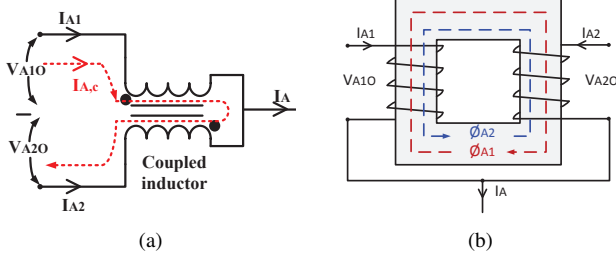 IA1
VA1O
IA,c
IA
VA2O
Coupled
inductor
IA2
(a)
IA1
IA2
VA1O
VA2O
ØA2
ØA1
IA
(b)